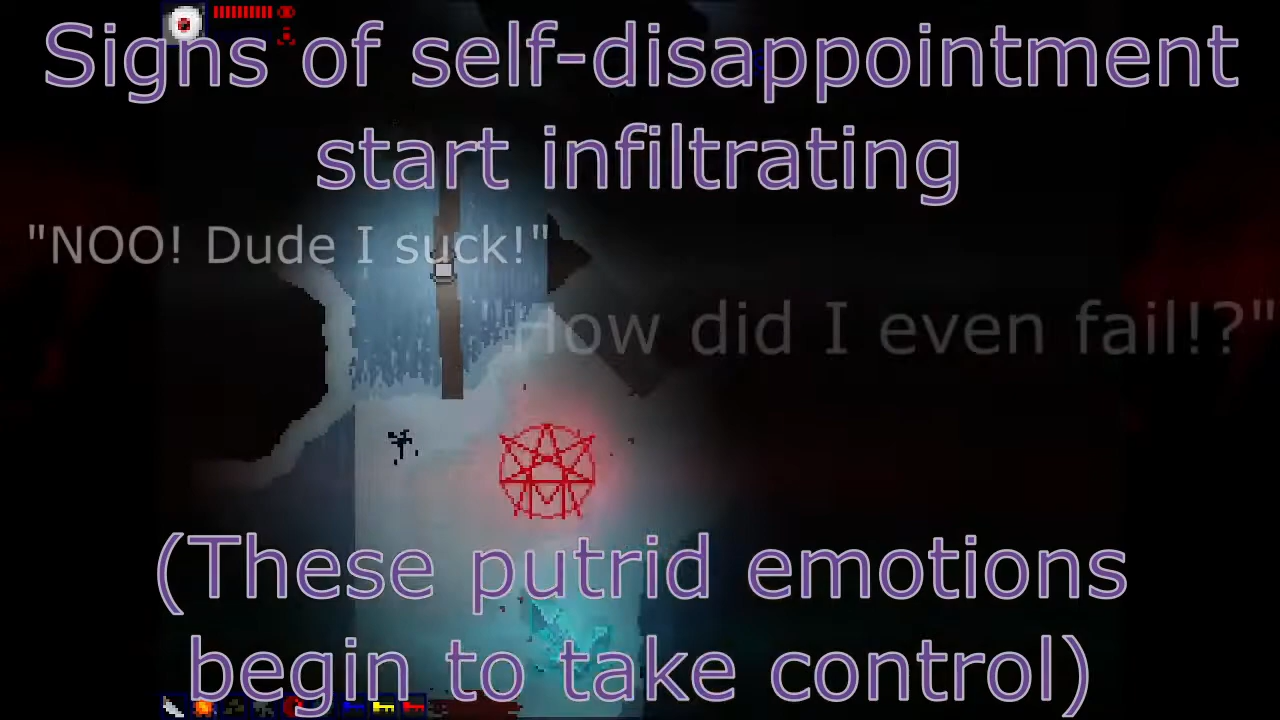 Signs of self-disappointment
start infiltrating
"NOO! Dude I suck!"
How did I even fail!?"
(These putrid emotions
begin to take control)